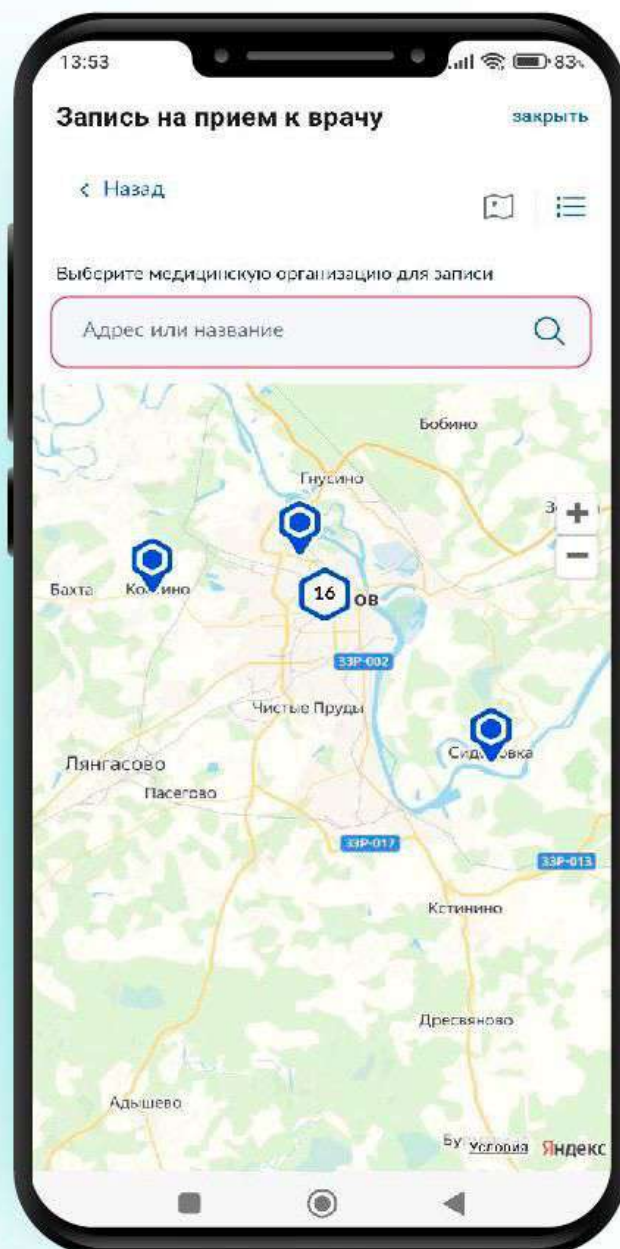 13:53 83%
Запись на прием к врачу закрыть
< Назад
Выберите медицинскую организацию для записи
Адрес или название
Бобино
Гнусино
+
−
Бахта
16 ов
33Р-002
Чистые Пруды
Лянгасово
Пасегово
33Р-017
33Р-013
Кстинино
Дресвяново
Адышево
Условия Яндекс